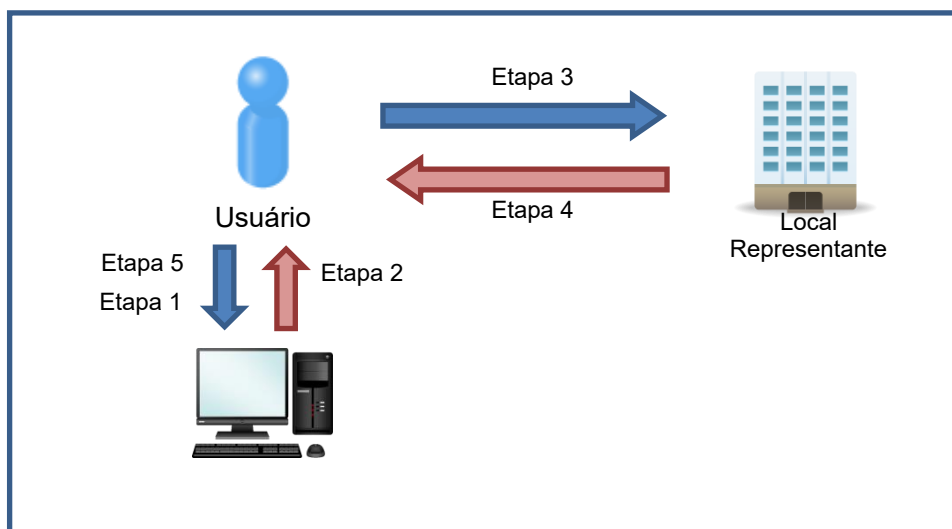 Etapa 3
Etapa 4
Usuário
Local
Representante
Etapa 5
Etapa 2
Etapa 1